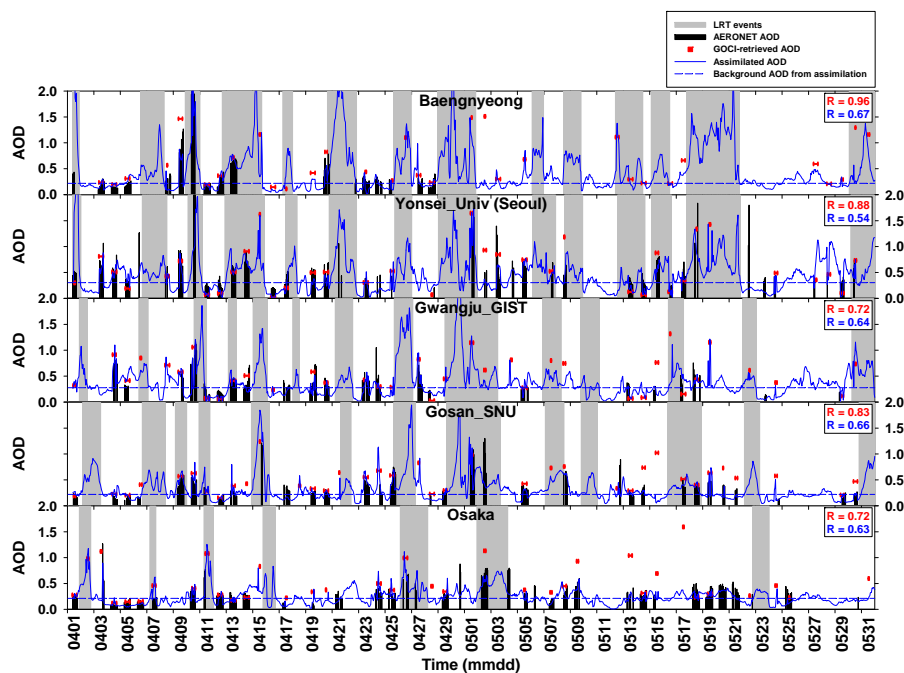 LRT events
AERONET AOD
GOCI-retrieved AOD
Assimilated AOD
Background AOD from assimilation
2.0
1.5
1.0
0.5
0.0
AOD
Baengnyeong
R = 0.96
R = 0.67
2.0
1.5
1.0
0.5
0.0
AOD
Yonsei_Univ (Seoul)
R = 0.88
R = 0.54
2.0
1.5
1.0
0.5
0.0
AOD
Gwangju_GIST
R = 0.72
R = 0.64
2.0
1.5
1.0
0.5
0.0
AOD
Gosan_SNU
R = 0.83
R = 0.66
2.0
1.5
1.0
0.5
0.0
AOD
Osaka
R = 0.72
R = 0.63
0401 0403 0405 0407 0409 0411 0413 0415 0417 0419 0421 0423 0425 0427 0429 0501 0503 0505 0507 0509 0511 0513 0515 0517 0519 0521 0523 0525 0527 0529 0531
Time (mmdd)